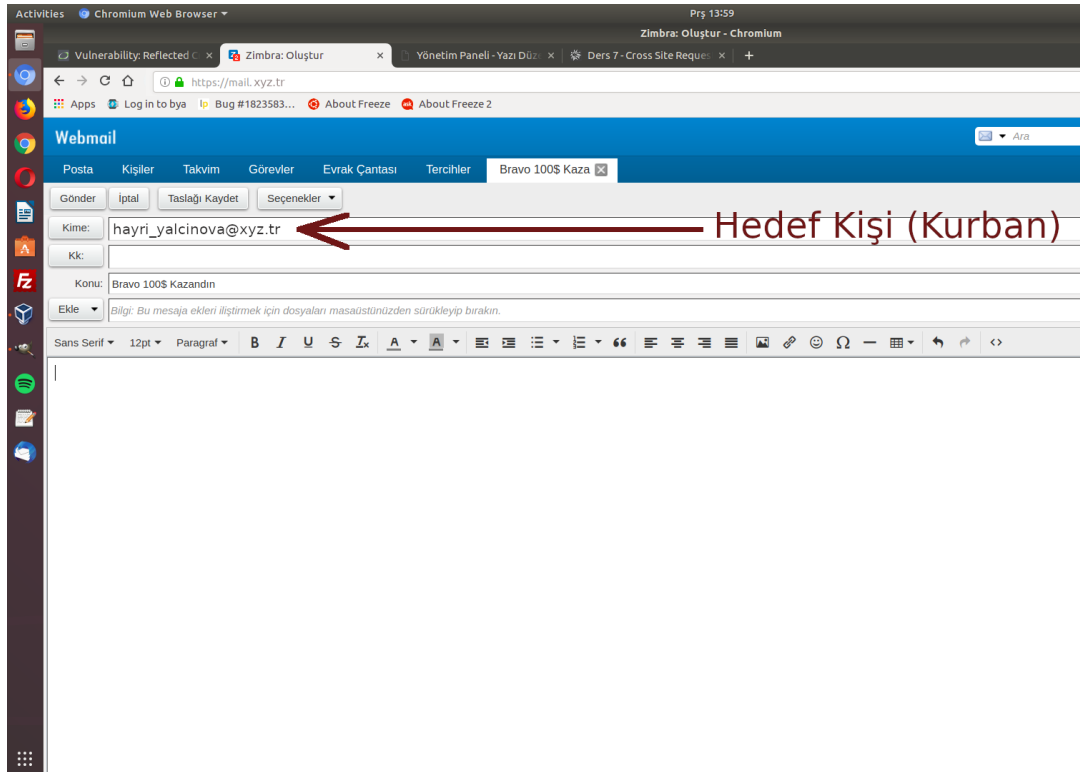 Activities Chromium Web Browser Prş 13:59
Zimbra: Oluştur - Chromium
Vulnerability: Reflected C Zimbra: Oluştur Yönetim Paneli - Yazı Düze Ders 7 - Cross Site Reques
https://mail.xyz.tr
Apps Log in to bya lp Bug #1823583... About Freeze ask About Freeze 2
Webmail Ara
Posta Kişiler Takvim Görevler Evrak Çantası Tercihler Bravo 100$ Kaza
Gönder İptal Taslağı Kaydet Seçenekler
Kime: hayri_yalcinova@xyz.tr Hedef Kişi (Kurban)
Kk:
Konu: Bravo 100$ Kazandın
Ekle Bilgi: Bu mesaja ekleri iliştirmek için dosyaları masaüstünüzden sürükleyip bırakın.
Sans Serif 12pt Paragraf B I U S Tx A A Ω